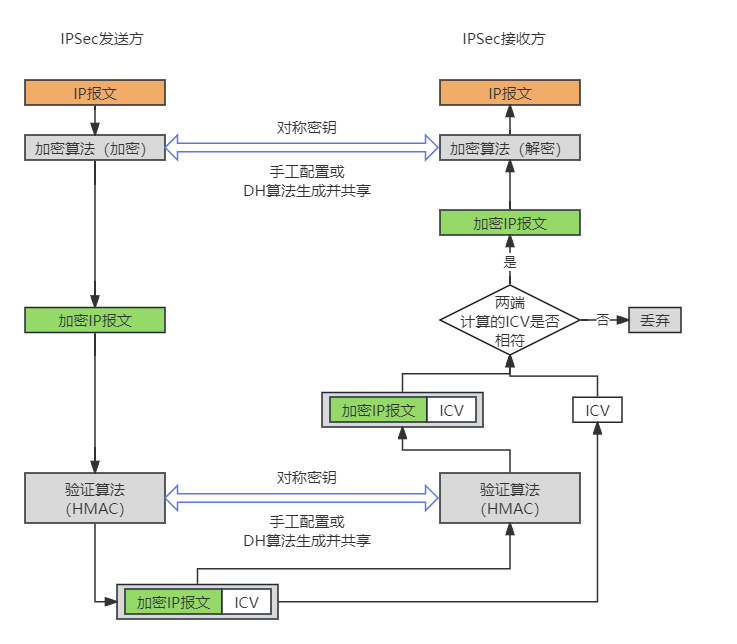 IPSec发送方
IPSec接收方
IP报文
IP报文
加密算法（加密）
对称密钥
加密算法（解密）
手工配置或
DH算法生成并共享
加密IP报文
是
加密IP报文
两端
计算的ICV是否
相符
否
丢弃
加密IP报文
ICV
ICV
验证算法
（HMAC）
对称密钥
验证算法
（HMAC）
手工配置或
DH算法生成并共享
加密IP报文
ICV